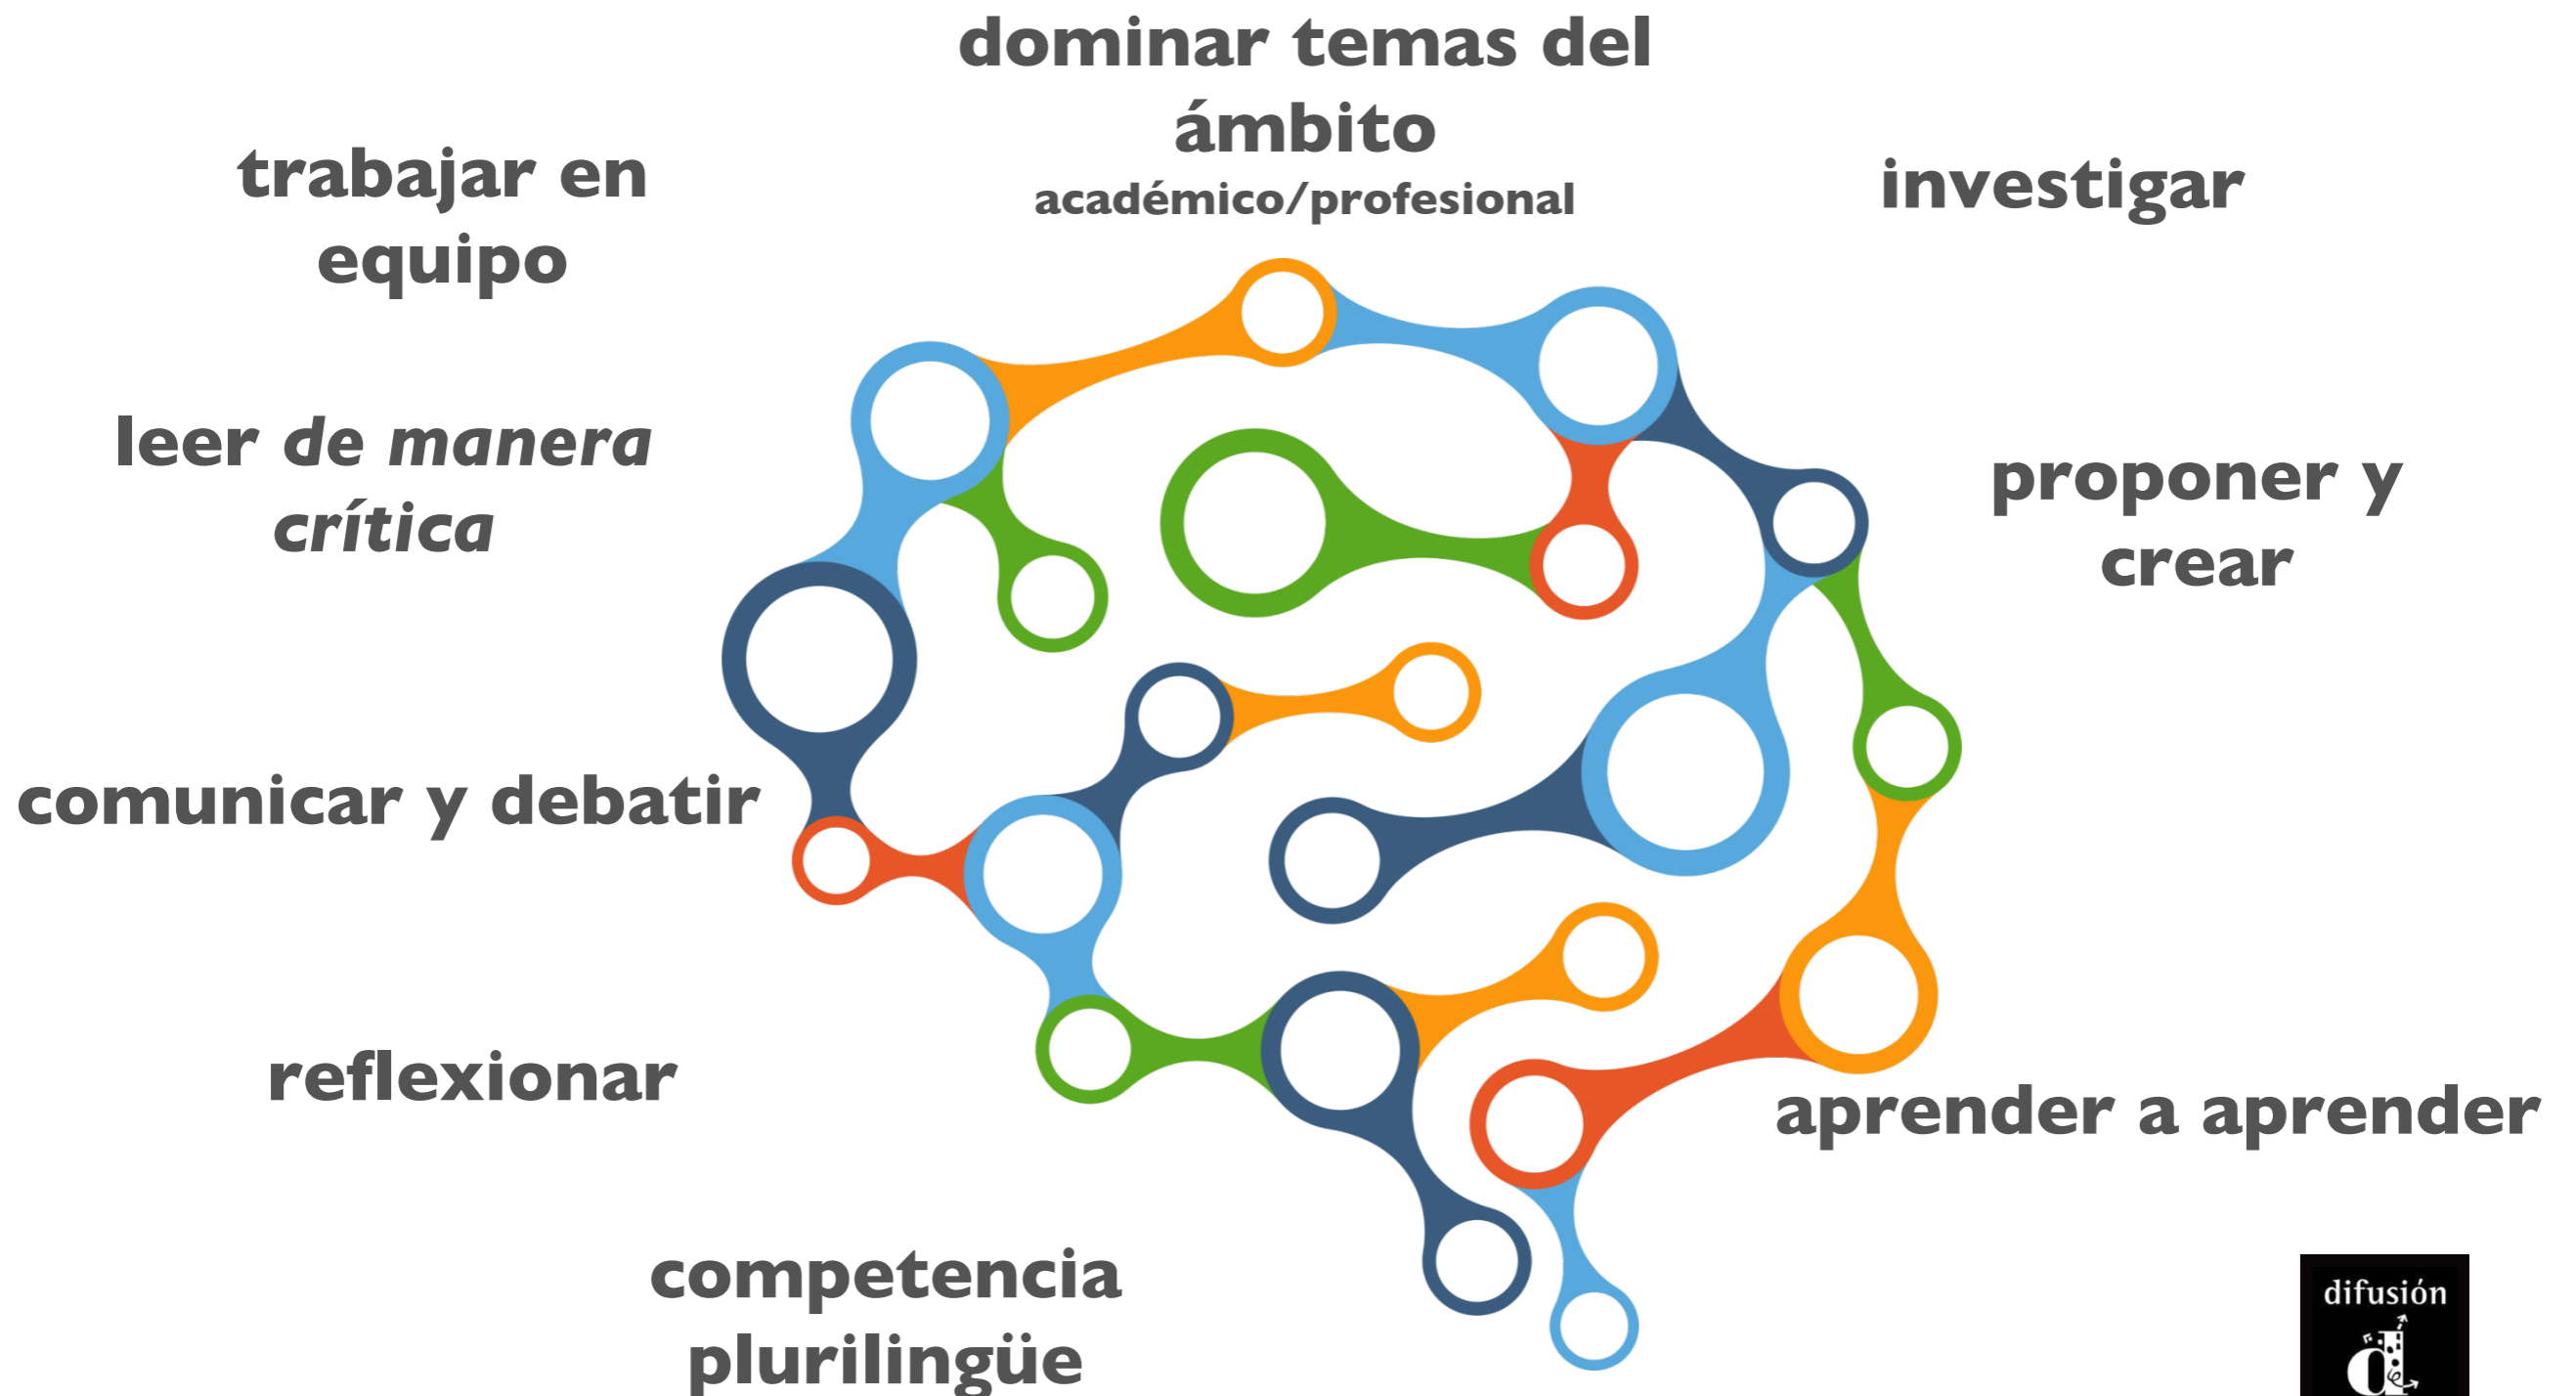 dominar temas del
ámbito
académico/profesional
trabajar en
equipo
investigar
leer de manera
crítica
proponer y
crear
comunicar y debatir
reflexionar
aprender a aprender
competencia
plurilingüe
difusión